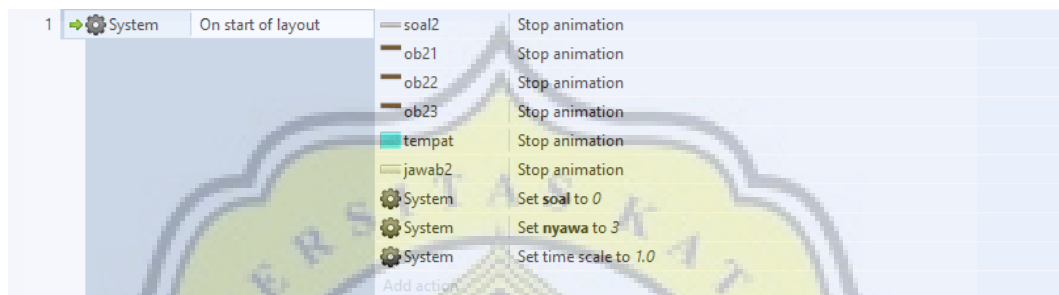 1 System On start of layout soal2 Stop animation
ob21 Stop animation
ob22 Stop animation
ob23 Stop animation
tempat Stop animation
jawab2 Stop animation
System Set soal to 0
System Set nyawa to 3
System Set time scale to 1.0
Add action
ERSITAS KAT